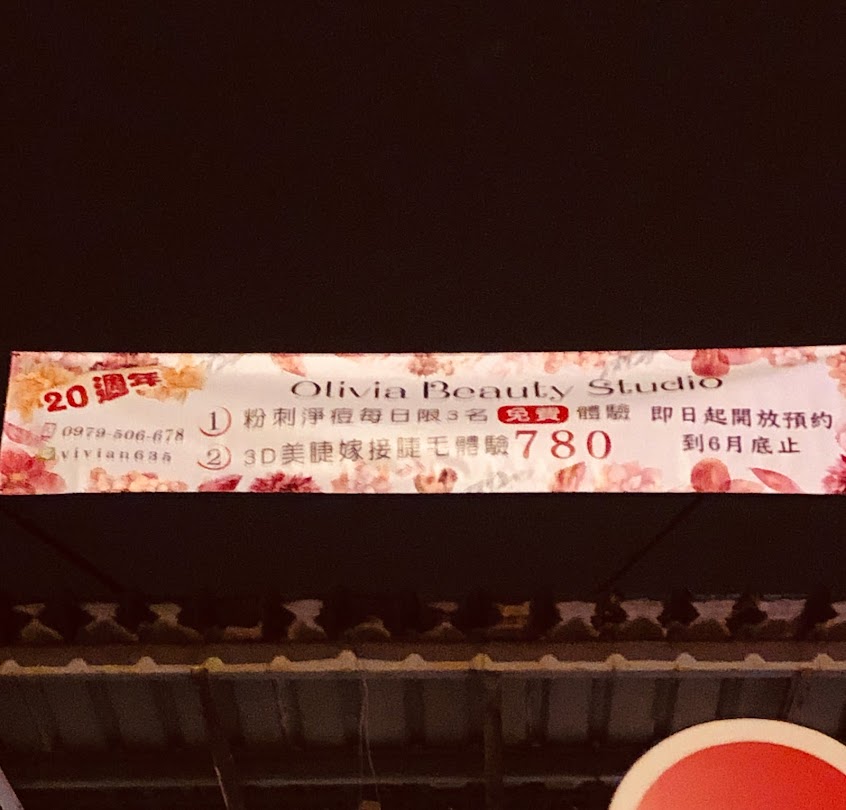 20週年
Olivia Beauty Studio
① 粉刺淨痘每日限3名 免費 體驗
② 3D美睫嫁接睫毛體驗780
即日起開放預約
到6月底止
0979-506-678
vivian635